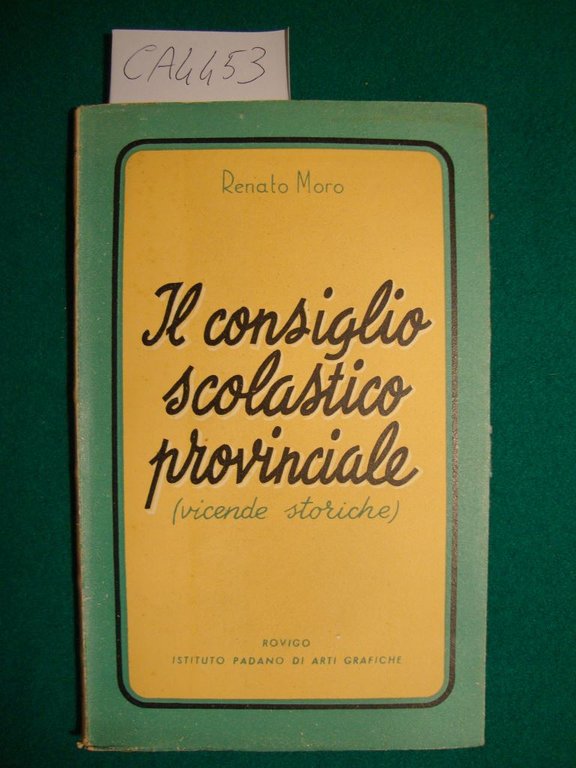 CA4453
Renato Moro
Il consiglio
scolastico
provinciale
(vicende storiche)
ROVIGO
ISTITUTO PADANO DI ARTI GRAFICHE